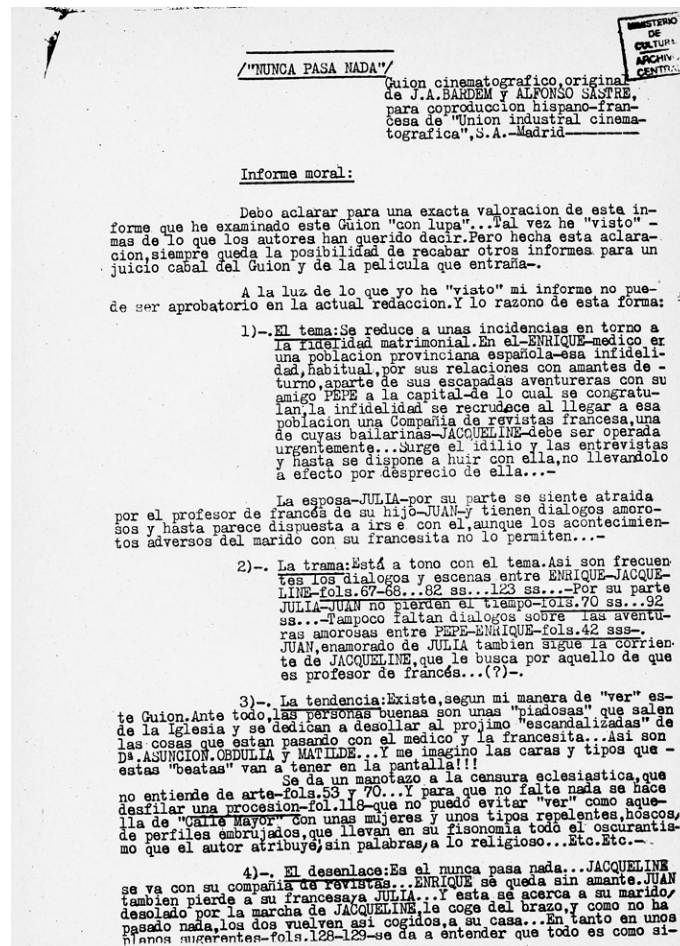 MINISTERIO
DE
CULTURA
ARCHIVO
CENTRAL
/"NUNCA PASA NADA"/
Guion cinematografico,original
de J.A.BARDEM y ALFONSO SASTRE,
para coproduccion hispano-fran-
cesa de "Union industral cinema-
tografica",S.A.-Madrid---------
Informe moral:
Debo aclarar para una exacta valoracion de esta in-
forme que he examinado este Guion "con lupa"...Tal vez he "visto" -
mas de lo que los autores han querido decir.Pero hecha esta aclara-
cion,siempre queda la posibilidad de recabar otros informes para un
juicio cabal del Guion y de la pelicula que entraña-.
A la luz de lo que yo he "visto" mi informe no pue-
de ser aprobatorio en la actual redaccion.Y lo razono de esta forma:
1)-.El tema:Se reduce a unas incidencias en torno a
la fidelidad matrimonial.En el-ENRIQUE-medico en
una poblacion provinciana española-esa infideli-
dad,habitual,por sus relaciones con amantes de -
turno,aparte de sus escapadas aventureras con su
amigo PEPE a la capital-de lo cual se congratu-
lan,la infidelidad se recrudece al llegar a esa
poblacion una Compañia de revistas francesa,una
de cuyas bailarinas-JACQUELINE-debe ser operada
urgentemente...Surge el idilio y las entrevistas
y hasta se dispone a huir con ella,no llevandolo
a efecto por desprecio de ella...-
La esposa-JULIA-por su parte se siente atraida
por el profesor de francés de su hijo-JUAN-y tienen dialogos amoro-
sos y hasta parece dispuesta a irs e con el,aunque los acontecimien-
tos adversos del marido con su francesita no lo permiten...-
2)-. La trama:Está a tono con el tema.Asi son frecuen
tes los dialogos y escenas entre ENRIQUE-JACQUE-
LINE-fols.67-68...82 ss...123 ss...-Por su parte
JULIA-JUAN no pierden el tiempo-fols.70 ss...92
ss...-Tampoco faltan dialogos sobre las aventu-
ras amorosas entre PEPE-ENRIQUE-fols.42 sss-.
JUAN,enamorado de JULIA tambien sigue la corrien-
te de JACQUELINE,que le busca por aquello de que
es profesor de francés...(?)-.
3)-. La tendencia:Existe,segun mi manera de "ver" es-
te Guion.Ante todo,las personas buenas son unas "piadosas" que salen
de la Iglesia y se dedican a desollar al projimo "escandalizadas" de
las cosas que estan pasando con el medico y la francesita...Asi son
Dª.ASUNCION.OBDULIA y MATILDE...Y me imagino las caras y tipos que -
estas "beatas" van a tener en la pantalla!!!
Se da un manotazo a la censura eclesiastica,que
no entiende de arte-fols.53 y 70...Y para que no falte nada se hace
desfilar una procesion-fol.118-que no puedo evitar "ver" como aque-
lla de "Calle Mayor" con unas mujeres y unos tipos repelentes,hoscos,
de perfiles embrujados,que llevan en su fisonomia todo el oscurantis-
mo que el autor atribuye,sin palabras,a lo religioso...Etc.Etc.-
4)-. El desenlace:Es el nunca pasa nada...JACQUELINE
se va con su compañia de revistas...ENRIQUE se queda sin amante.JUAN
tambien pierde a su francesaya JULIA...Y esta se acerca a su marido/
desolado por la marcha de JACQUELINE,le coge el brazo,y como no ha
pasado nada,los dos vuelven asi cogidos,a su casa...En tanto en unos
planos sugerentes-fols.128-129-se da a entender que como si todo es como si-